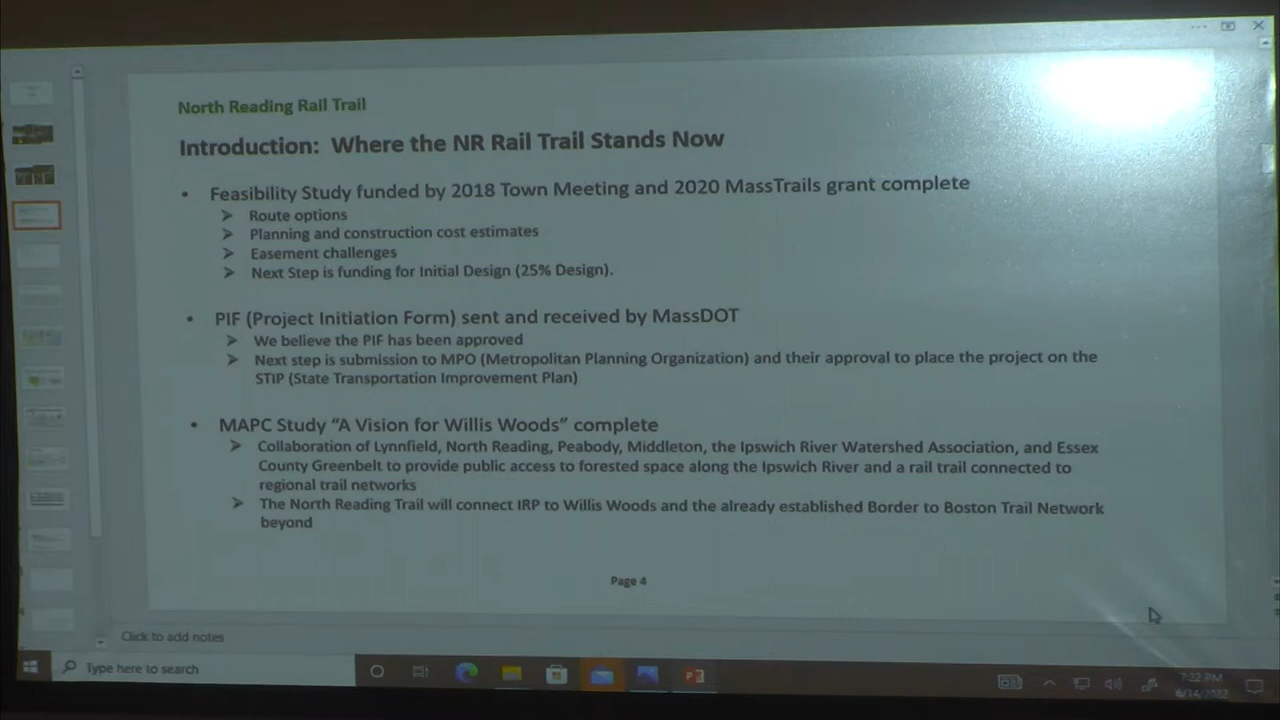 North Reading Rail Trail
Introduction:  Where the NR Rail Trail Stands Now
• Feasibility Study funded by 2018 Town Meeting and 2020 MassTrails grant complete
➤ Route options
➤ Planning and construction cost estimates
➤ Easement challenges
➤ Next Step is funding for Initial Design (25% Design).
• PIF (Project Initiation Form) sent and received by MassDOT
➤ We believe the PIF has been approved
➤ Next step is submission to MPO (Metropolitan Planning Organization) and their approval to place the project on the
STIP (State Transportation Improvement Plan)
• MAPC Study “A Vision for Willis Woods” complete
➤ Collaboration of Lynnfield, North Reading, Peabody, Middleton, the Ipswich River Watershed Association, and Essex
County Greenbelt to provide public access to forested space along the Ipswich River and a rail trail connected to
regional trail networks
➤ The North Reading Trail will connect IRP to Willis Woods and the already established Border to Boston Trail Network
beyond
Page 4
Click to add notes
Type here to search
7:22 PM
6/14/2022